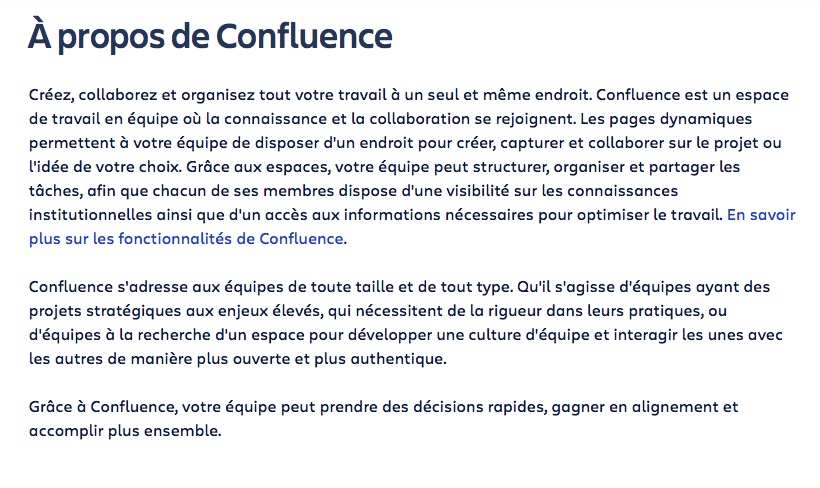 À propos de Confluence
Créez, collaborez et organisez tout votre travail à un seul et même endroit. Confluence est un espace
de travail en équipe où la connaissance et la collaboration se rejoignent. Les pages dynamiques
permettent à votre équipe de disposer d'un endroit pour créer, capturer et collaborer sur le projet ou
l'idée de votre choix. Grâce aux espaces, votre équipe peut structurer, organiser et partager les
tâches, afin que chacun de ses membres dispose d'une visibilité sur les connaissances
institutionnelles ainsi que d'un accès aux informations nécessaires pour optimiser le travail. En savoir
plus sur les fonctionnalités de Confluence.
Confluence s'adresse aux équipes de toute taille et de tout type. Qu'il s'agisse d'équipes ayant des
projets stratégiques aux enjeux élevés, qui nécessitent de la rigueur dans leurs pratiques, ou
d'équipes à la recherche d'un espace pour développer une culture d'équipe et interagir les unes avec
les autres de manière plus ouverte et plus authentique.
Grâce à Confluence, votre équipe peut prendre des décisions rapides, gagner en alignement et
accomplir plus ensemble.